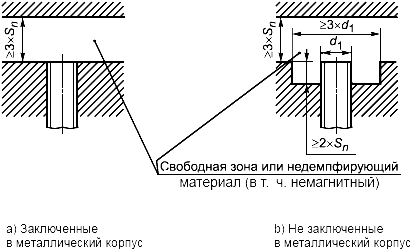 ≥3×Sn
≥3×Sn
≥3×d1
d1
≥2×Sn
Свободная зона или недемпфирующий
материал (в т. ч. немагнитный)
а) Заключенные
в металлический корпус
b) Не заключенные
в металлический корпус